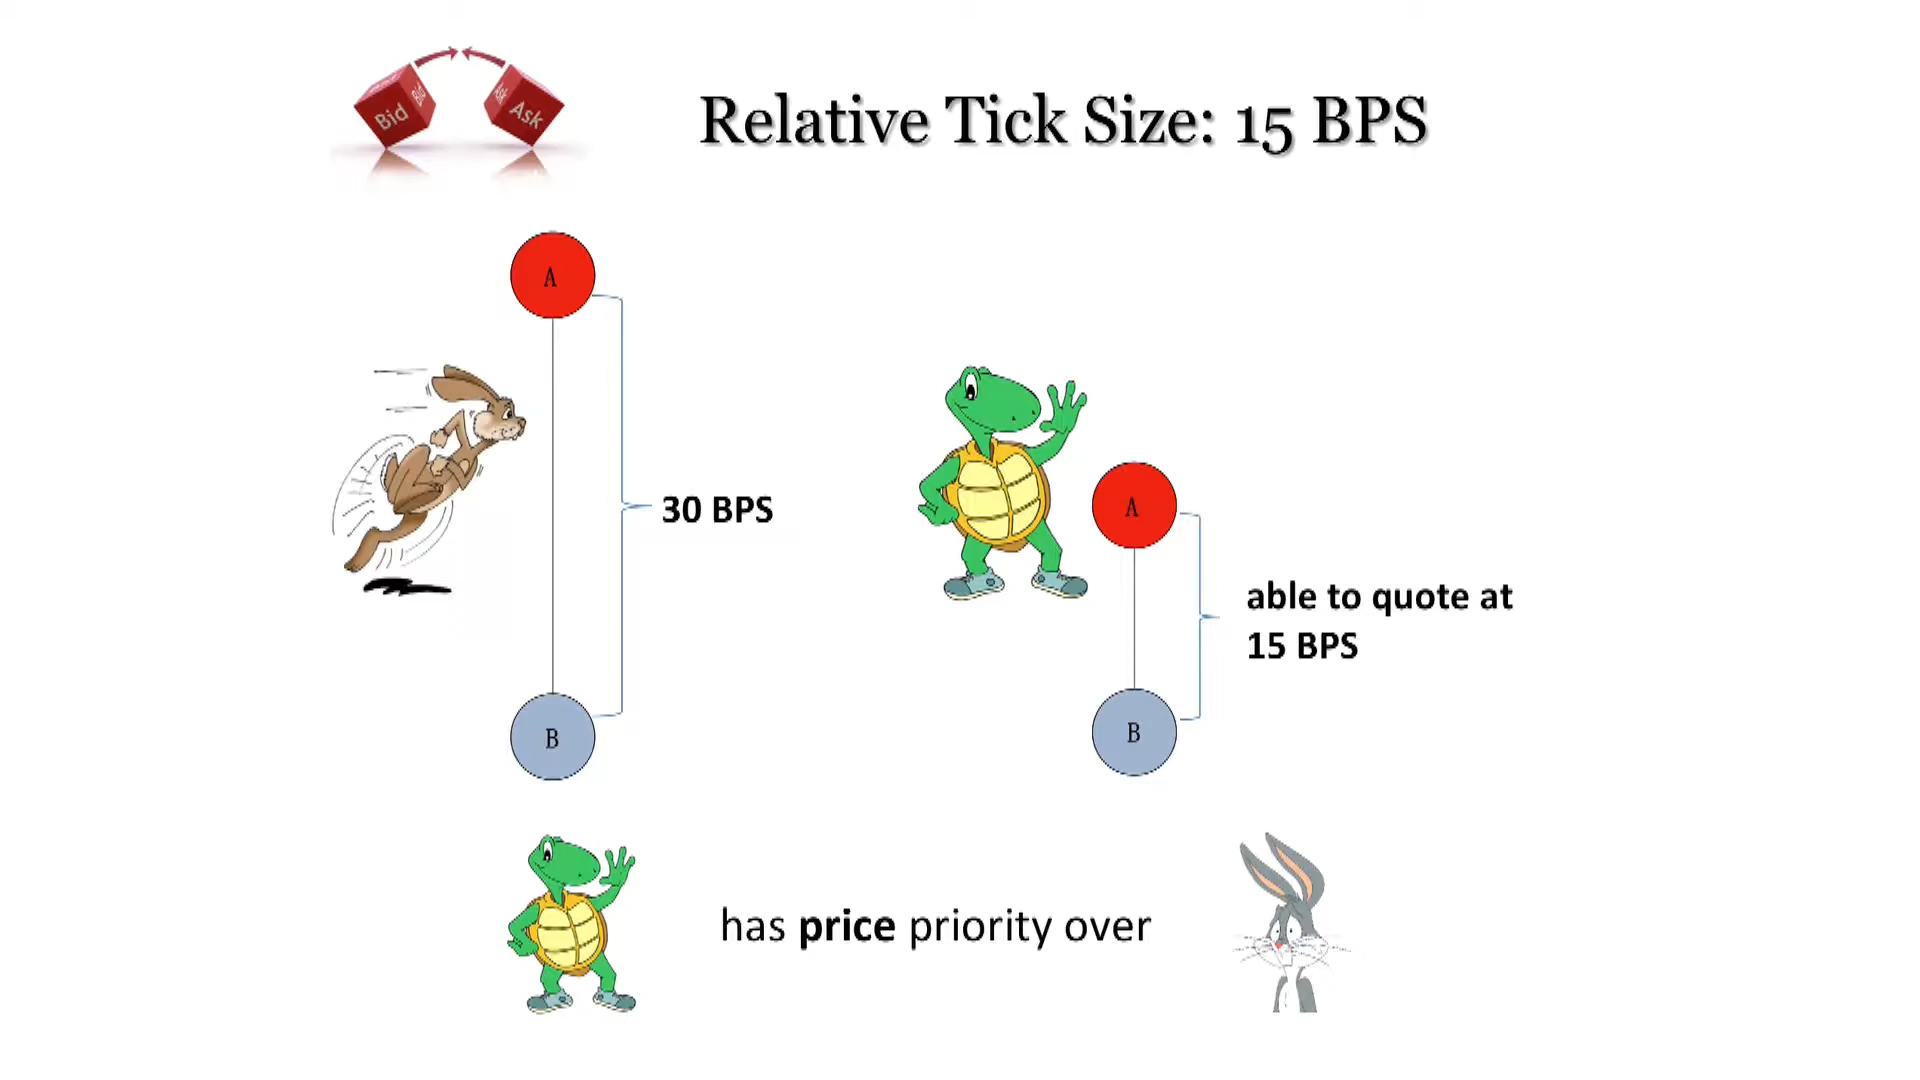 Bid
Bid
Ask
Ask
Relative Tick Size: 15 BPS
A
30 BPS
B
A
able to quote at
15 BPS
B
has price priority over